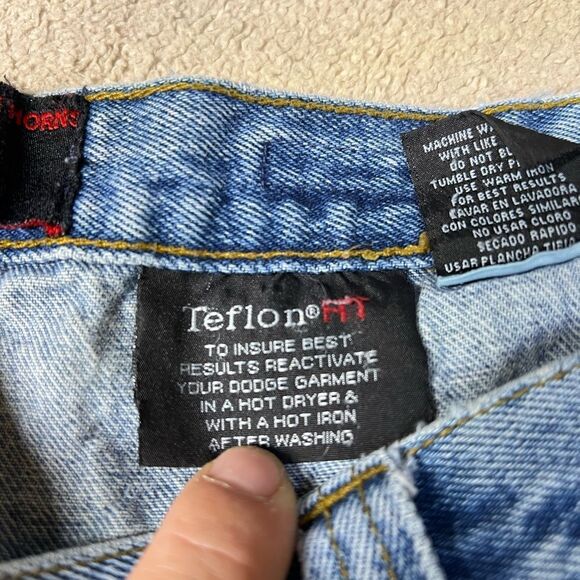 HORNS
MACHINE
WITH LIKE
DO NOT
TUMBLE DRY
USE WARM IRON
FOR BEST RESULTS
LAVAR EN LAVADORA
CON COLORES SIMILAR
NO USAR CLORO
SECADO RAPIDO
USAR PLANCHA TIBIA
Teflon® FIT
TO INSURE BEST
RESULTS REACTIVATE
YOUR DODGE GARMENT
IN A HOT DRYER &
WITH A HOT IRON
AFTER WASHING